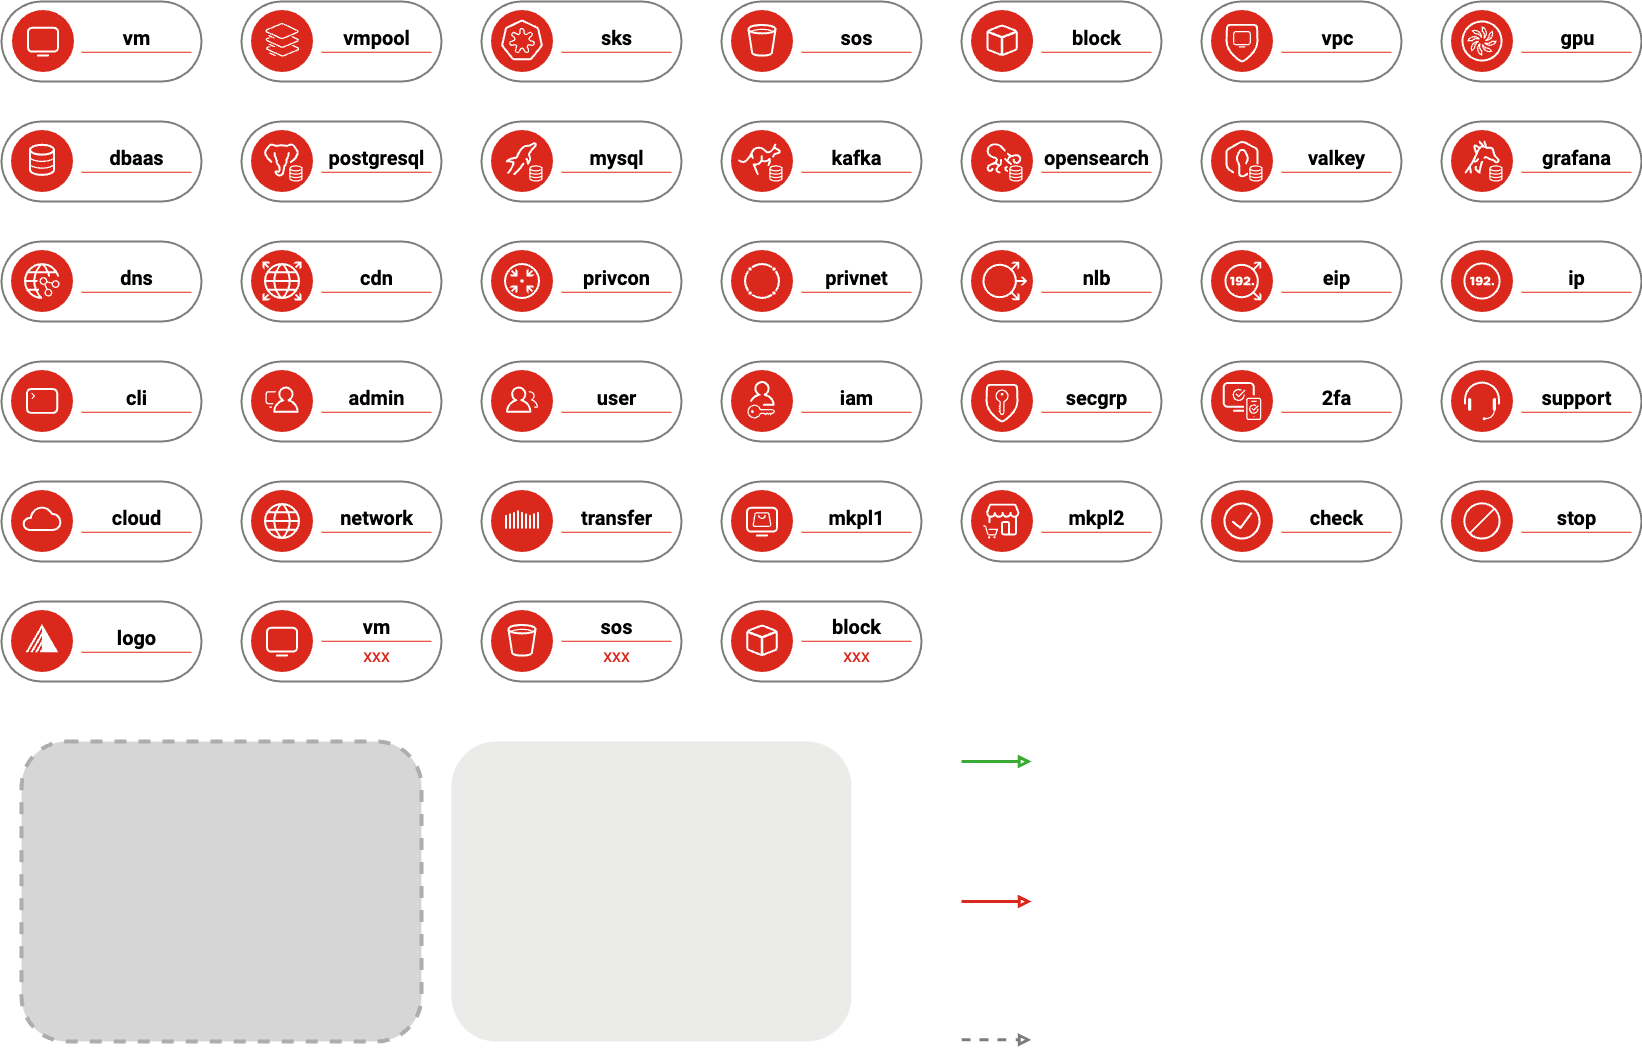 vm
vmpool
sks
sos
block
vpc
gpu
dbaas
postgresql
mysql
kafka
opensearch
valkey
grafana
dns
cdn
privcon
privnet
nlb
192.
eip
192.
ip
cli
admin
user
iam
secgrp
2fa
support
cloud
network
transfer
mkpl1
mkpl2
check
stop
logo
vm
xxx
sos
xxx
block
xxx